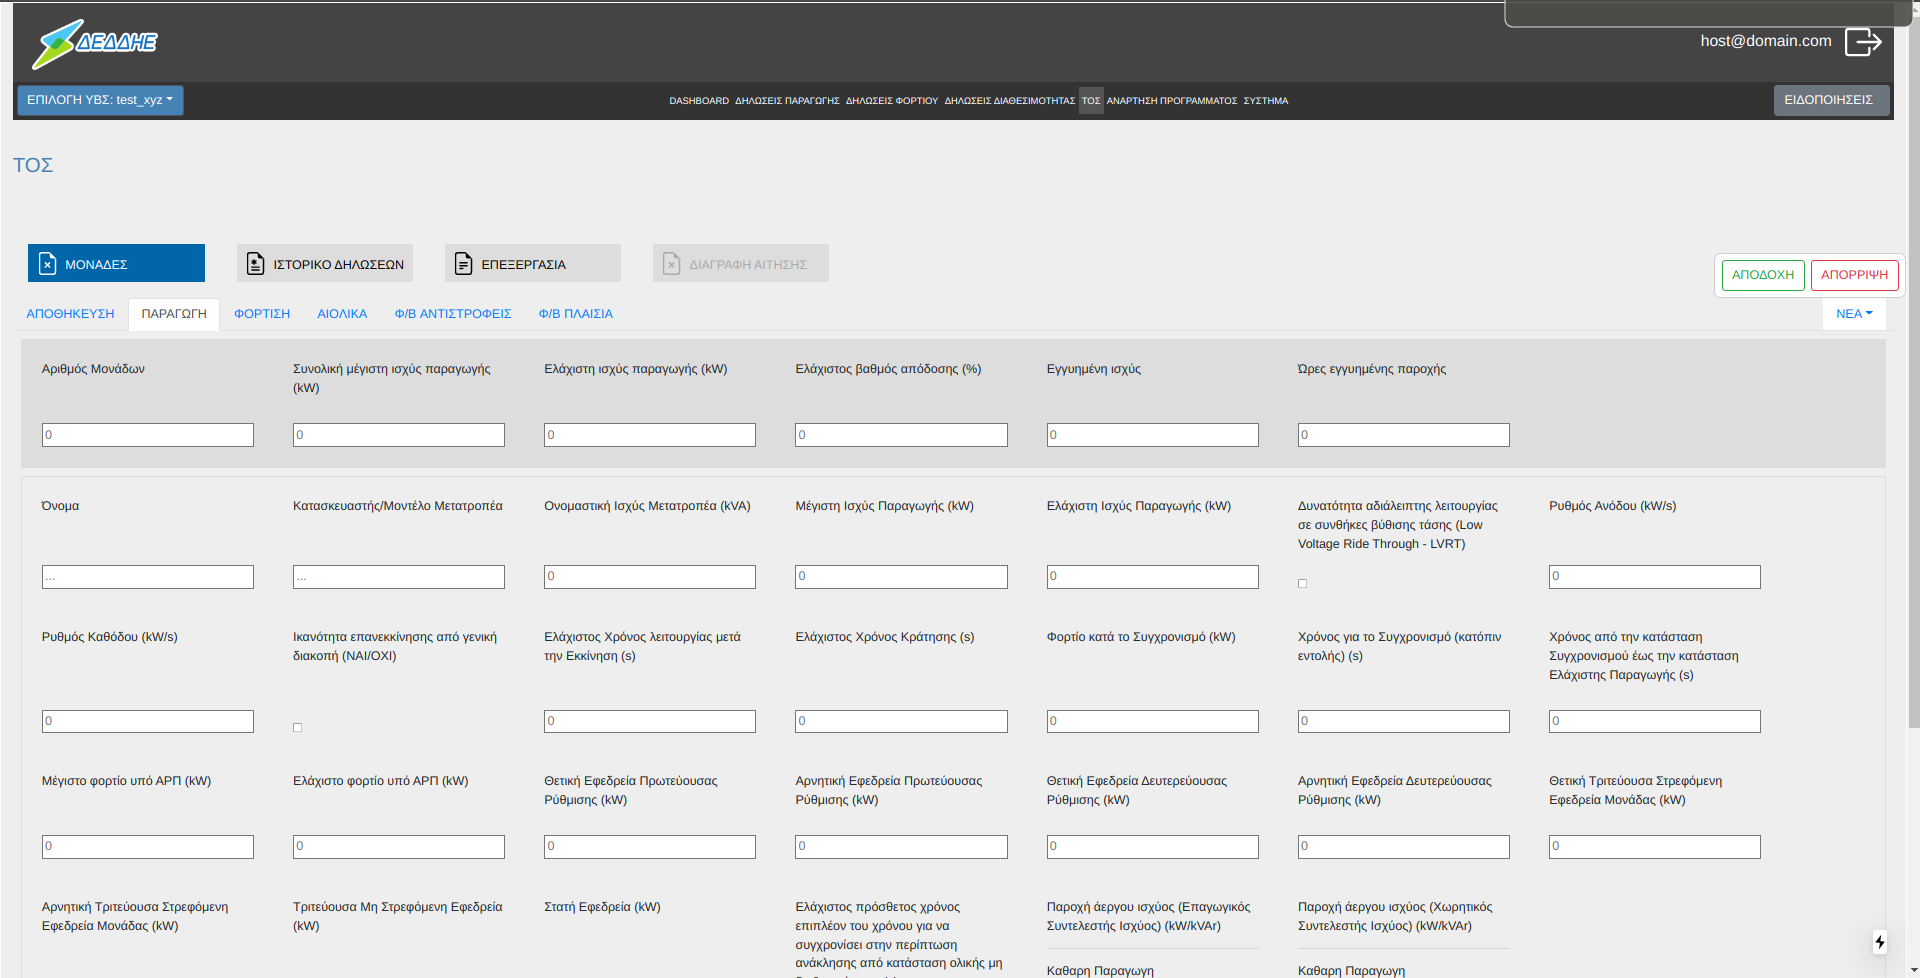 ΔΕΔΔΗΕ
host@domain.com
ΕΠΙΛΟΓΗ ΥΒΣ: test_xyz
DASHBOARD ΔΗΛΩΣΕΙΣ ΠΑΡΑΓΩΓΗΣ ΔΗΛΩΣΕΙΣ ΦΟΡΤΙΟΥ ΔΗΛΩΣΕΙΣ ΔΙΑΘΕΣΙΜΟΤΗΤΑΣ ΤΟΣ ΑΝΑΡΤΗΣΗ ΠΡΟΓΡΑΜΜΑΤΟΣ ΣΥΣΤΗΜΑ
ΕΙΔΟΠΟΙΗΣΕΙΣ
ΤΟΣ
ΜΟΝΑΔΕΣ
ΙΣΤΟΡΙΚΟ ΔΗΛΩΣΕΩΝ
ΕΠΕΞΕΡΓΑΣΙΑ
ΔΙΑΓΡΑΦΗ ΑΙΤΗΣΗΣ
ΑΠΟΔΟΧΗ
ΑΠΟΡΡΙΨΗ
ΑΠΟΘΗΚΕΥΣΗ
ΠΑΡΑΓΩΓΗ
ΦΟΡΤΙΣΗ
ΑΙΟΛΙΚΑ
Φ/Β ΑΝΤΙΣΤΡΟΦΕΙΣ
Φ/Β ΠΛΑΙΣΙΑ
ΝΕΑ
Αριθμός Μονάδων
Συνολική μέγιστη ισχύς παραγωγής
(kW)
Ελάχιστη ισχύς παραγωγής (kW)
Ελάχιστος βαθμός απόδοσης (%)
Εγγυημένη ισχύς
Ώρες εγγυημένης παροχής
0
0
0
0
0
0
Όνομα
Κατασκευαστής/Μοντέλο Μετατροπέα
Ονομαστική Ισχύς Μετατροπέα (kVA)
Μέγιστη Ισχύς Παραγωγής (kW)
Ελάχιστη Ισχύς Παραγωγής (kW)
Δυνατότητα αδιάλειπτης λειτουργίας
σε συνθήκες βύθισης τάσης (Low
Voltage Ride Through - LVRT)
Ρυθμός Ανόδου (kW/s)
...
...
0
0
0
0
Ρυθμός Καθόδου (kW/s)
Ικανότητα επανεκκίνησης από γενική
διακοπή (ΝΑΙ/ΟΧΙ)
Ελάχιστος Χρόνος λειτουργίας μετά
την Εκκίνηση (s)
Ελάχιστος Χρόνος Κράτησης (s)
Φορτίο κατά το Συγχρονισμό (kW)
Χρόνος για το Συγχρονισμό (κατόπιν
εντολής) (s)
Χρόνος από την κατάσταση
Συγχρονισμού έως την κατάσταση
Ελάχιστης Παραγωγής (s)
0
0
0
0
0
0
Μέγιστο φορτίο υπό ΑΡΠ (kW)
Ελάχιστο φορτίο υπό ΑΡΠ (kW)
Θετική Εφεδρεία Πρωτεύουσας
Ρύθμισης (kW)
Αρνητική Εφεδρεία Πρωτεύουσας
Ρύθμισης (kW)
Θετική Εφεδρεία Δευτερεύουσας
Ρύθμισης (kW)
Αρνητική Εφεδρεία Δευτερεύουσας
Ρύθμισης (kW)
Θετική Τριτεύουσα Στρεφόμενη
Εφεδρεία Μονάδας (kW)
0
0
0
0
0
0
0
Αρνητική Τριτεύουσα Στρεφόμενη
Εφεδρεία Μονάδας (kW)
Τριτεύουσα Μη Στρεφόμενη Εφεδρεία
(kW)
Στατή Εφεδρεία (kW)
Ελάχιστος πρόσθετος χρόνος
επιπλέον του χρόνου για να
συγχρονίσει στην περίπτωση
ανάκλησης από κατάσταση ολικής μη
Παροχή άεργου ισχύος (Επαγωγικός
Συντελεστής Ισχύος) (kW/kVAr)
Καθαρη Παραγωγη
Παροχή άεργου ισχύος (Χωρητικός
Συντελεστής Ισχύος) (kW/kVAr)
Καθαρη Παραγωγη